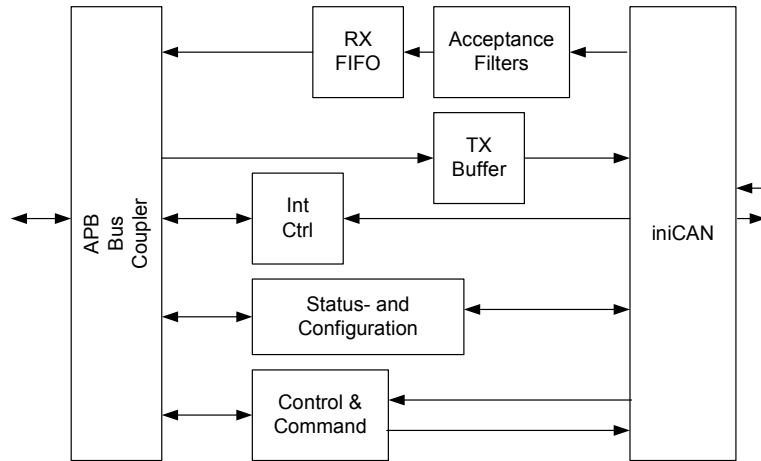 RX
FIFO
Acceptance
Filters
TX
Buffer
Int
Ctrl
APB
Bus
Coupler
iniCAN
Status- and
Configuration
Control &
Command